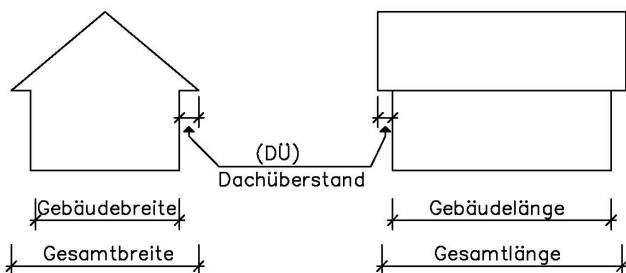 (DÜ)
Dachüberstand
Gebäudebreite
Gebäudelänge
Gesamtbreite
Gesamtlänge